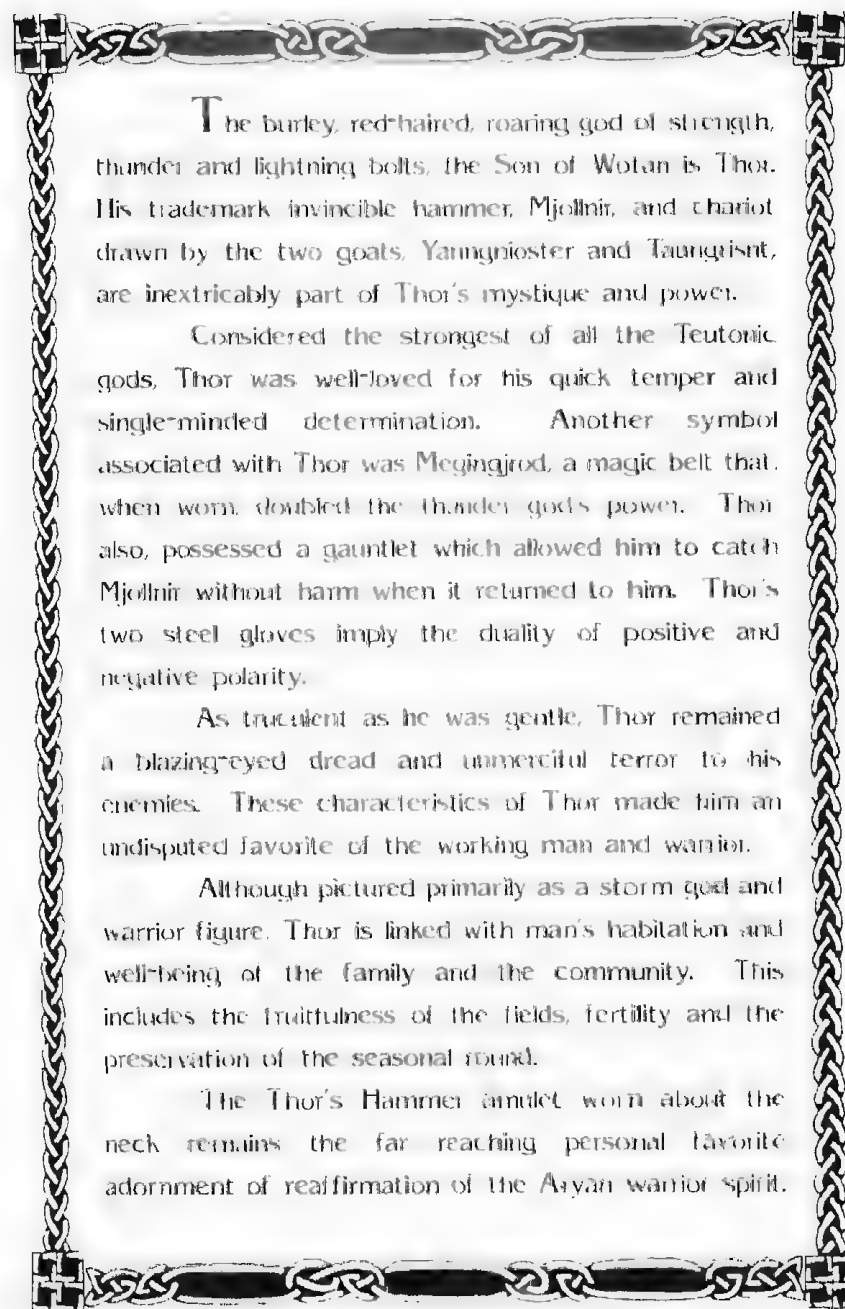 The burley, red-haired, roaring god of strength,
thunder and lightning bolts, the Son of Wotan is Thor.
His trademark invincible hammer, Mjollnir, and chariot
drawn by the two goats, and
are inextricably part of Thor's mystique and power.
Considered the strongest of all the Teutonic
gods, Thor was well-loved for his quick temper and
single-minded determination. Another symbol
associated with Thor was Megingjrod, a magic belt that,
when worn, doubled the thunder god's power. Thor
also, possessed a gauntlet which allowed him to catch
Mjollnir without harm when it returned to him. Thor's
two steel gloves imply the duality of positive and
negative polarity.
As truculent as he was gentle, Thor remained
a blazing-eyed dread and unmerciful terror to his
enemies. These characteristics of Thor made him an
undisputed favorite of the working man and warrior.
Although pictured primarily as a storm god and
warrior figure, Thor is linked with man's habitation and
well-being of the family and the community. This
includes the fruitfulness of the fields, fertility and the
preservation of the seasonal round.
The Thor's Hammer amulet worn about the
neck remains the far reaching personal favorite
adornment of reaffirmation of the Aryan warrior spirit.